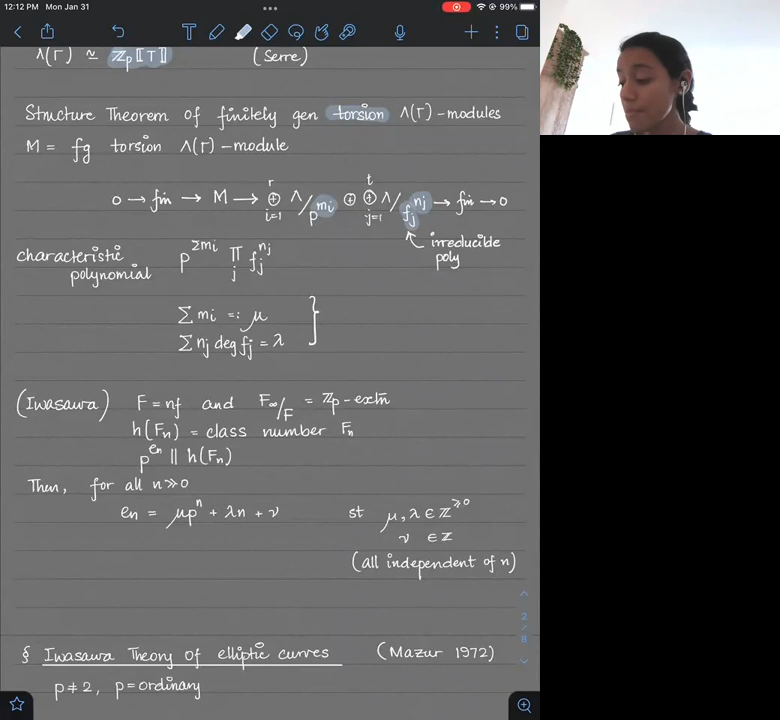 12:12 PM Mon Jan 31
99%
Λ(Γ) ≃ ℤp⟦T⟧ (Serre)
Structure Theorem of finitely gen torsion Λ(Γ)-modules
M = fg torsion Λ(Γ)-module
0 → fin → M → ⊕_{i=1}^{r} Λ/p^{mi} ⊕ ⊕_{j=1}^{t} Λ/fj^{nj} → fin → 0
↑ irreducible
poly
characteristic
polynomial p^{Σmi} ∏_j fj^{nj}
Σ mi =: μ
Σ nj deg fj = λ
(Iwasawa) F = nf and F∞/F = ℤp-extn
h(Fn) = class number Fn
p^{en} || h(Fn)
Then, for all n≫0
en = μp^n + λn + ν st μ, λ ∈ ℤ^{≥0}
ν ∈ ℤ
(all independent of n)
2
/
8
§ Iwasawa Theory of elliptic curves (Mazur 1972)
p≠2, p=ordinary